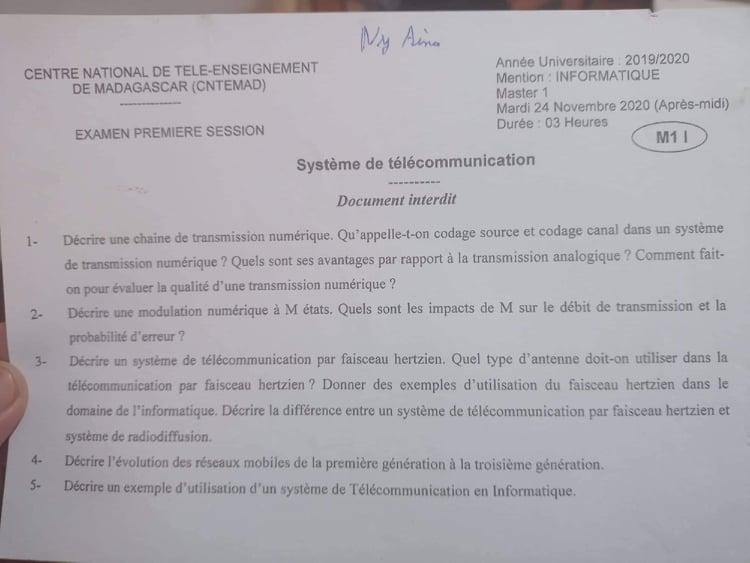 Ny Aina
CENTRE NATIONAL DE TELE-ENSEIGNEMENT
DE MADAGASCAR (CNTEMAD)
---------------
EXAMEN PREMIERE SESSION
Année Universitaire : 2019/2020
Mention : INFORMATIQUE
Master 1
Mardi 24 Novembre 2020 (Après-midi)
Durée : 03 Heures
M1 I
Système de télécommunication
----------
Document interdit
1- Décrire une chaine de transmission numérique. Qu'appelle-t-on codage source et codage canal dans un système
de transmission numérique ? Quels sont ses avantages par rapport à la transmission analogique ? Comment fait-
on pour évaluer la qualité d'une transmission numérique ?
2- Décrire une modulation numérique à M états. Quels sont les impacts de M sur le débit de transmission et la
probabilité d'erreur ?
3- Décrire un système de télécommunication par faisceau hertzien. Quel type d'antenne doit-on utiliser dans la
télécommunication par faisceau hertzien ? Donner des exemples d'utilisation du faisceau hertzien dans le
domaine de l'informatique. Décrire la différence entre un système de télécommunication par faisceau hertzien et
système de radiodiffusion.
4- Décrire l'évolution des réseaux mobiles de la première génération à la troisième génération.
5- Décrire un exemple d'utilisation d'un système de Télécommunication en Informatique.